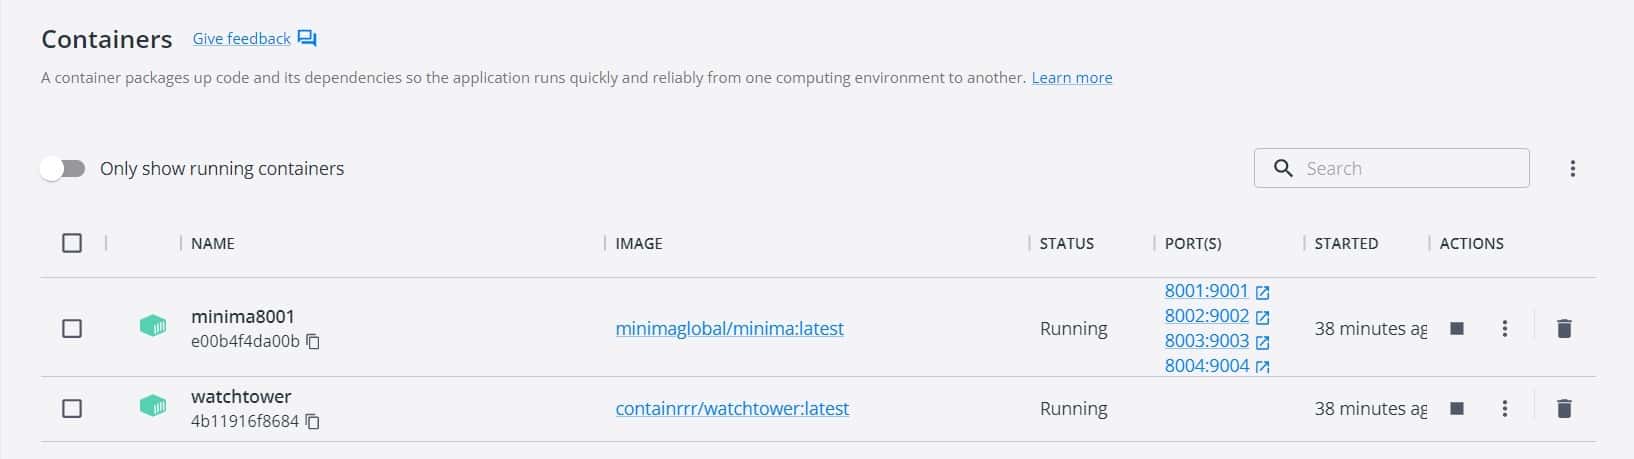 Containers Give feedback
A container packages up code and its dependencies so the application runs quickly and reliably from one computing environment to another. Learn more
Only show running containers
Search
NAME IMAGE STATUS PORT(S) STARTED ACTIONS
minima8001
e00b4f4da00b
minimaglobal/minima:latest
Running
8001:9001
8002:9002
8003:9003
8004:9004
38 minutes ag
watchtower
4b11916f8684
containrrr/watchtower:latest
Running
38 minutes ag